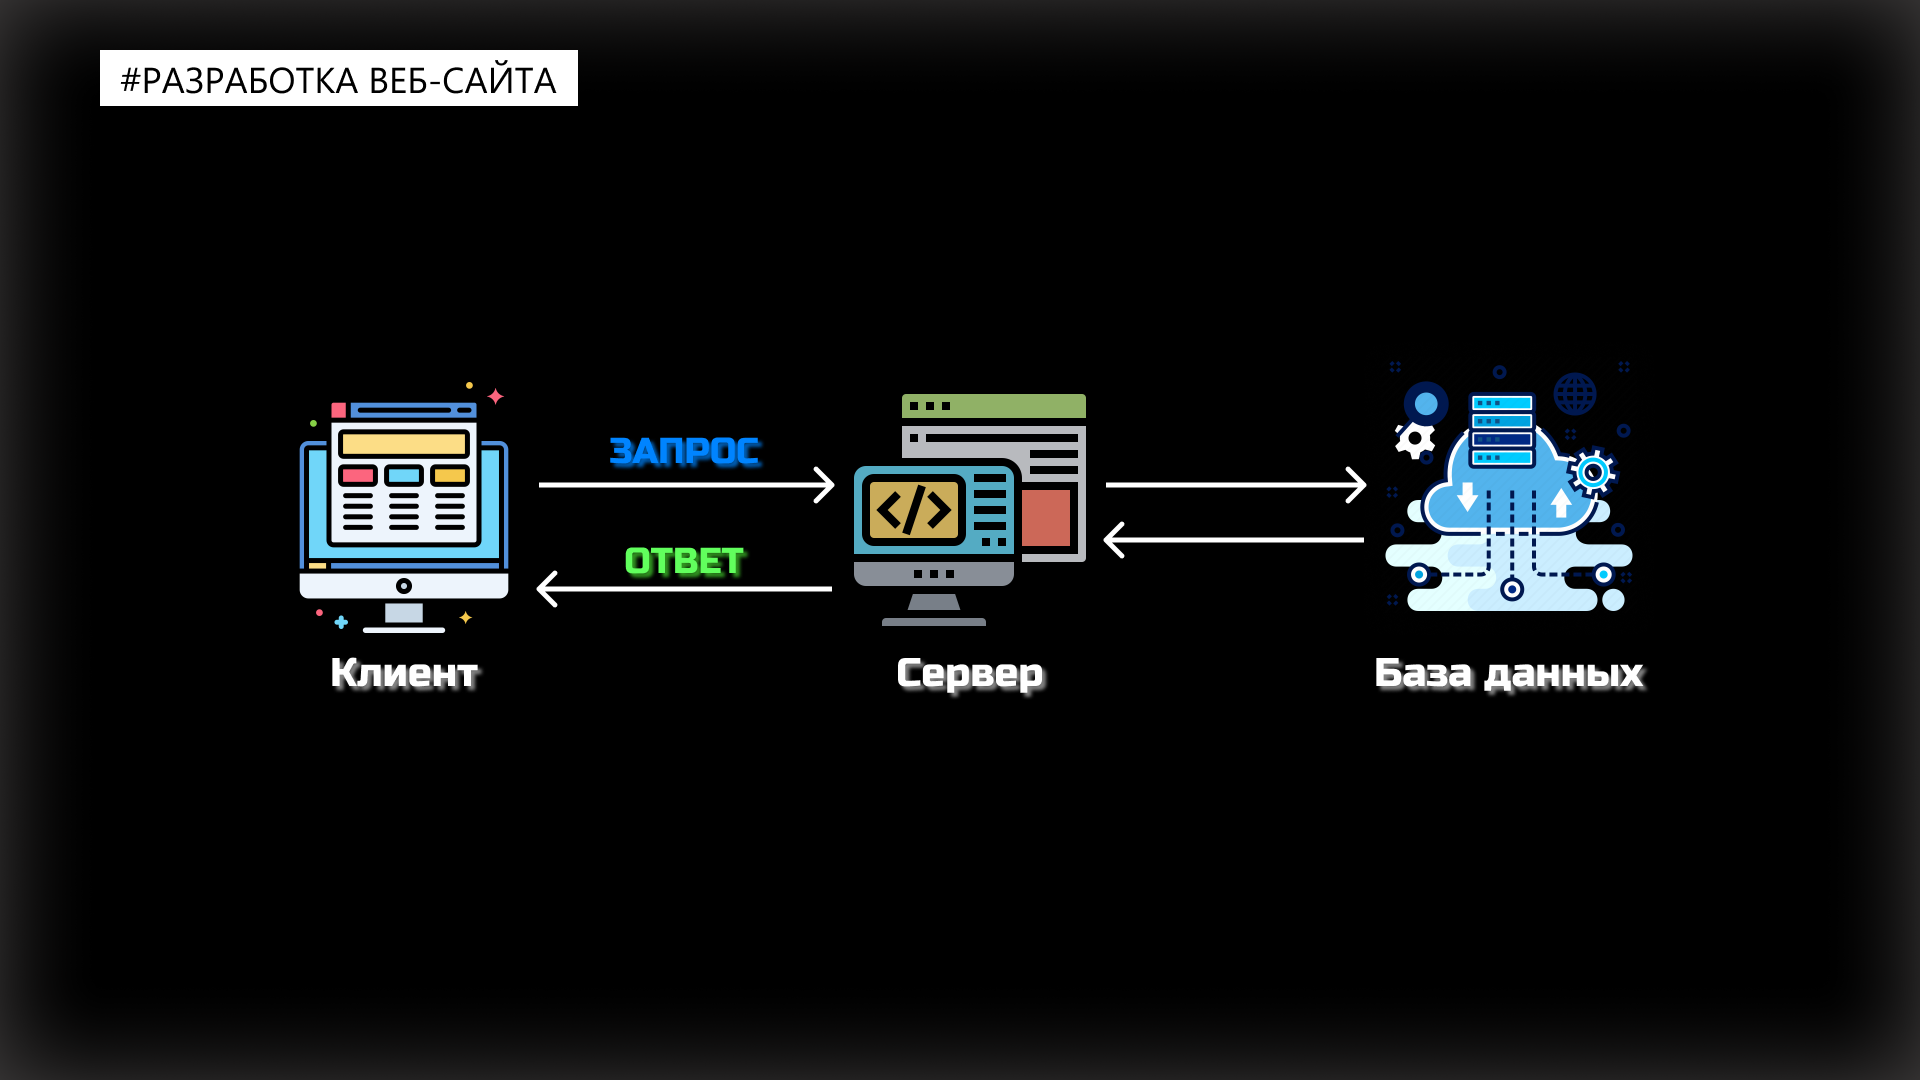 #РАЗРАБОТКА ВЕБ-САЙТА
ЗАПРОС
ОТВЕТ
Клиент
Сервер
База данных